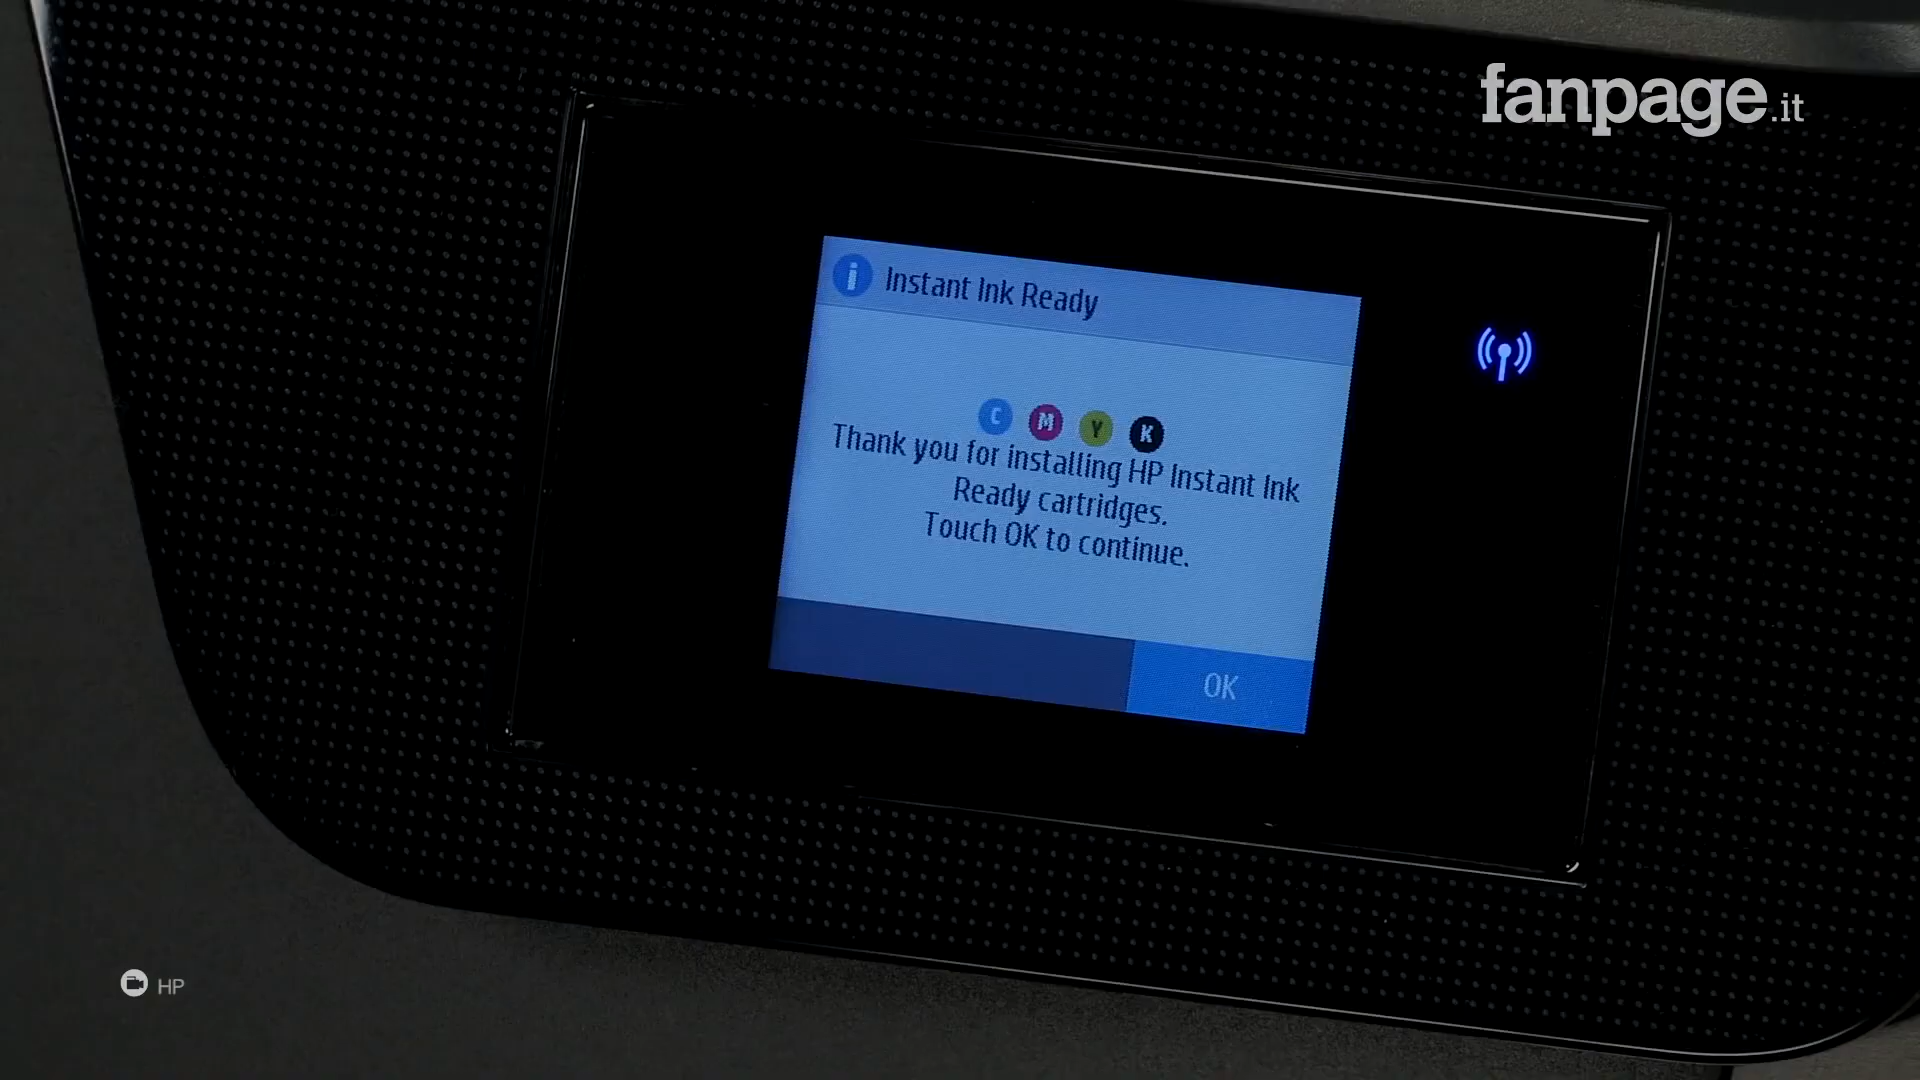 fanpage.it
i Instant Ink Ready
C M Y K
Thank you for installing HP Instant Ink
Ready cartridges.
Touch OK to continue.
OK
HP